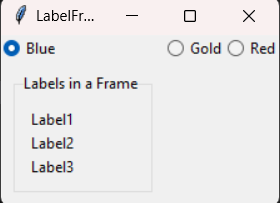 LabelFr...
Blue Gold Red
Labels in a Frame
Label1
Label2
Label3